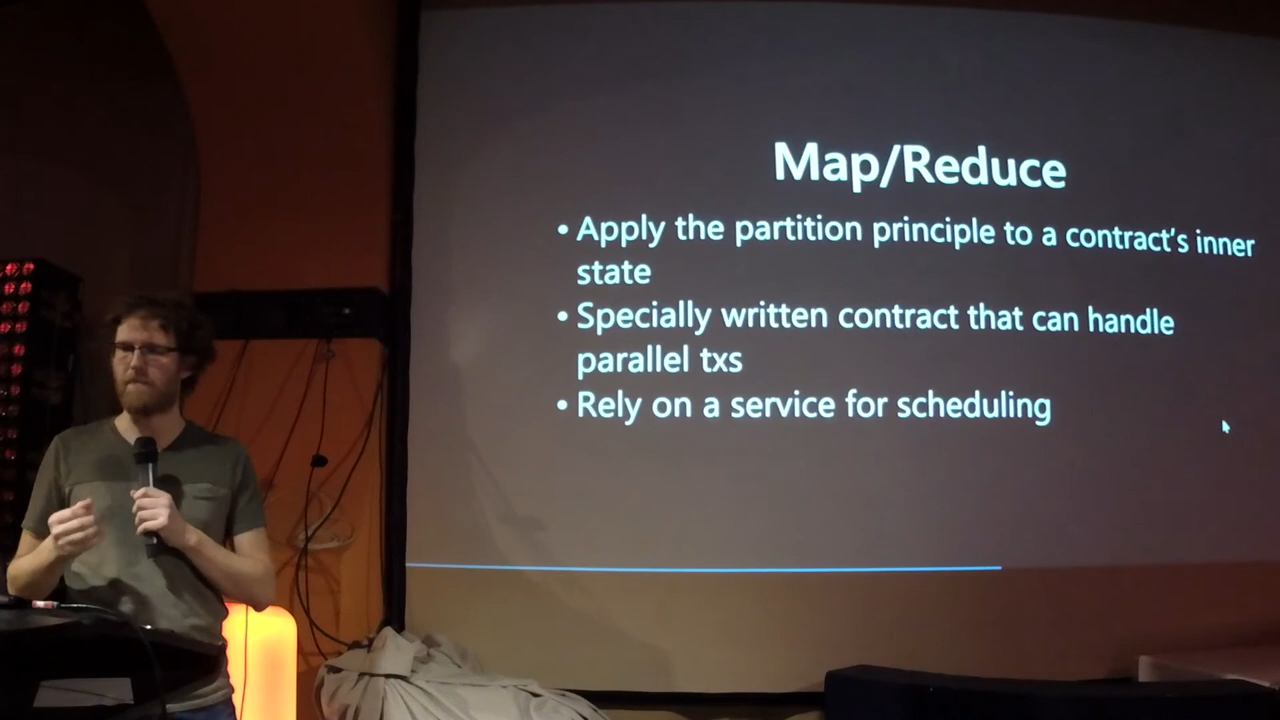 Map/Reduce
• Apply the partition principle to a contract's inner
state
• Specially written contract that can handle
parallel txs
• Rely on a service for scheduling